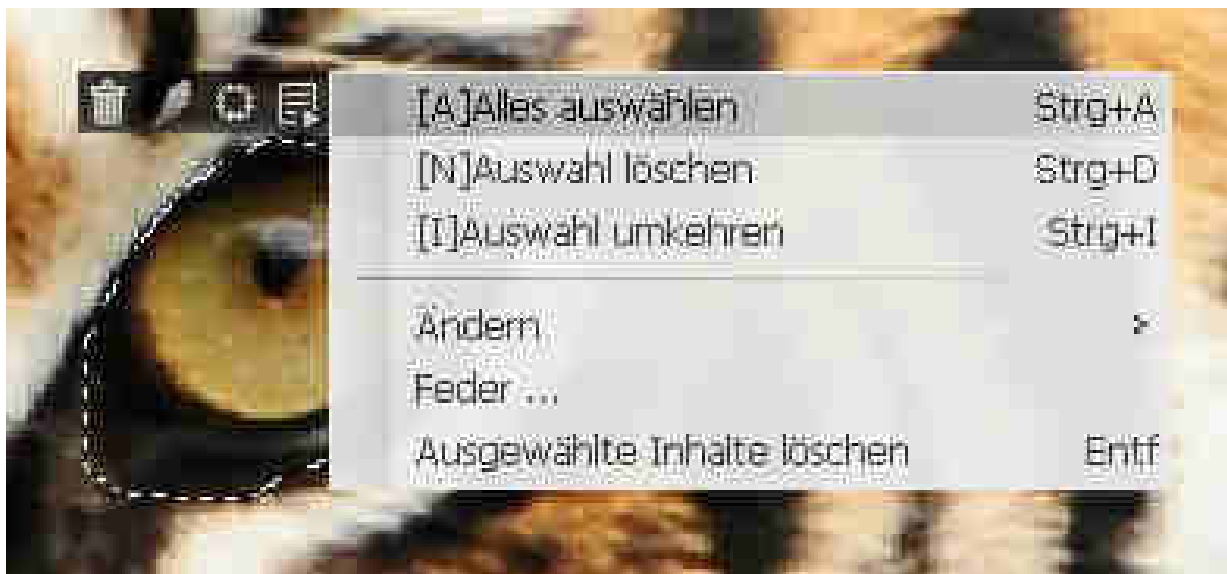 [A]Alles auswählen Strg+A
[N]Auswahl löschen Strg+D
[I]Auswahl umkehren Strg+I
Ändern >
Feder ...
Ausgewählte Inhalte löschen Entf